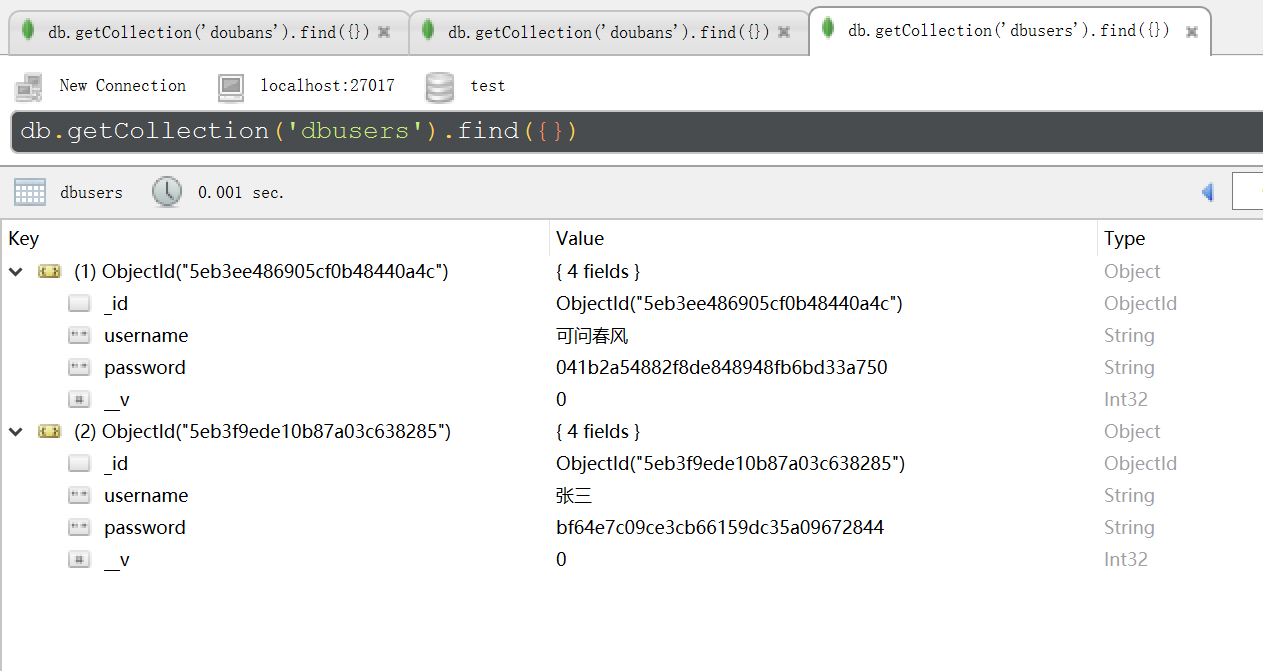 db.getCollection('doubans').find({}) db.getCollection('doubans').find({}) db.getCollection('dbusers').find({})
New Connection localhost:27017 test
db.getCollection('dbusers').find({})
dbusers 0.001 sec.
Key Value Type
(1) ObjectId("5eb3ee486905cf0b48440a4c") { 4 fields } Object
_id ObjectId("5eb3ee486905cf0b48440a4c") ObjectId
username 可问春风 String
password 041b2a54882f8de848948fb6bd33a750 String
__v 0 Int32
(2) ObjectId("5eb3f9ede10b87a03c638285") { 4 fields } Object
_id ObjectId("5eb3f9ede10b87a03c638285") ObjectId
username 张三 String
password bf64e7c09ce3cb66159dc35a09672844 String
__v 0 Int32